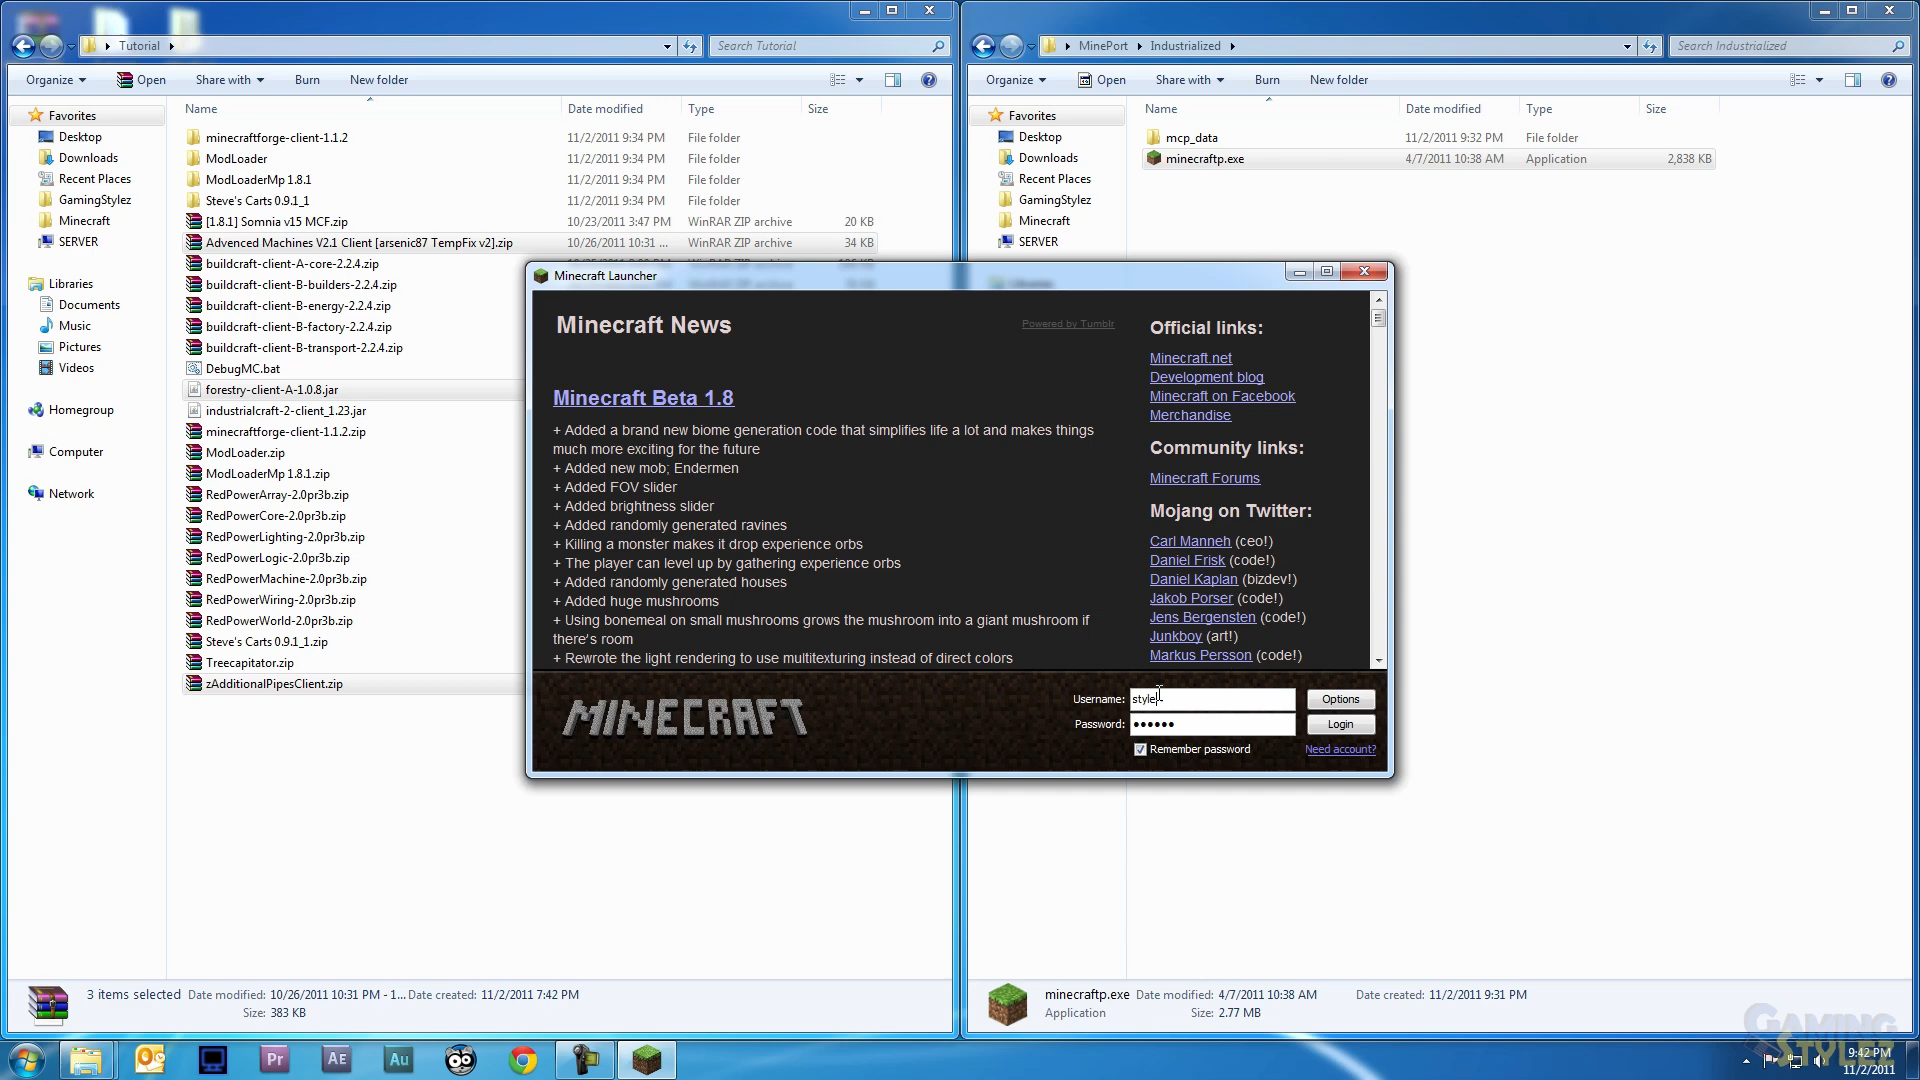 Tutorial
Search Tutorial
Organize
Open
Share with
Burn
New folder
Name
Date modified
Type
Size
Favorites
Desktop
Downloads
Recent Places
GamingStylez
Minecraft
SERVER
Libraries
Documents
Music
Pictures
Videos
Homegroup
Computer
Network
minecraftforge-client-1.1.2 11/2/2011 9:34 PM File folder
ModLoader 11/2/2011 9:34 PM File folder
ModLoaderMp 1.8.1 11/2/2011 9:34 PM File folder
Steve's Carts 0.9.1_1 11/2/2011 9:34 PM File folder
[1.8.1] Somnia v15 MCF.zip 10/23/2011 3:47 PM WinRAR ZIP archive 20 KB
Advenced Machines V2.1 Client [arsenic87 TempFix v2].zip 10/26/2011 10:31 ... WinRAR ZIP archive 34 KB
buildcraft-client-A-core-2.2.4.zip
buildcraft-client-B-builders-2.2.4.zip
buildcraft-client-B-energy-2.2.4.zip
buildcraft-client-B-factory-2.2.4.zip
buildcraft-client-B-transport-2.2.4.zip
DebugMC.bat
forestry-client-A-1.0.8.jar
industrialcraft-2-client_1.23.jar
minecraftforge-client-1.1.2.zip
ModLoader.zip
ModLoaderMp 1.8.1.zip
RedPowerArray-2.0pr3b.zip
RedPowerCore-2.0pr3b.zip
RedPowerLighting-2.0pr3b.zip
RedPowerLogic-2.0pr3b.zip
RedPowerMachine-2.0pr3b.zip
RedPowerWiring-2.0pr3b.zip
RedPowerWorld-2.0pr3b.zip
Steve's Carts 0.9.1_1.zip
Treecapitator.zip
zAdditionalPipesClient.zip
3 items selected Date modified: 10/26/2011 10:31 PM - 1... Date created: 11/2/2011 7:42 PM
Size: 383 KB
MinePort
Industrialized
Search Industrialized
Organize
Open
Share with
Burn
New folder
Name
Date modified
Type
Size
Favorites
Desktop
Downloads
Recent Places
GamingStylez
Minecraft
SERVER
mcp_data 11/2/2011 9:32 PM File folder
minecraftp.exe 4/7/2011 10:38 AM Application 2,838 KB
minecraftp.exe Date modified: 4/7/2011 10:38 AM Date created: 11/2/2011 9:31 PM
Application Size: 2.77 MB
Minecraft Launcher
Minecraft News
Powered by Tumblr
Minecraft Beta 1.8
+ Added a brand new biome generation code that simplifies life a lot and makes things
much more exciting for the future
+ Added new mob; Endermen
+ Added FOV slider
+ Added brightness slider
+ Added randomly generated ravines
+ Killing a monster makes it drop experience orbs
+ The player can level up by gathering experience orbs
+ Added randomly generated houses
+ Added huge mushrooms
+ Using bonemeal on small mushrooms grows the mushroom into a giant mushroom if
there's room
+ Rewrote the light rendering to use multitexturing instead of direct colors
Official links:
Minecraft.net
Development blog
Minecraft on Facebook
Merchandise
Community links:
Minecraft Forums
Mojang on Twitter:
Carl Manneh (ceo!)
Daniel Frisk (code!)
Daniel Kaplan (bizdev!)
Jakob Porser (code!)
Jens Bergensten (code!)
Junkboy (art!)
Markus Persson (code!)
MINECRAFT
Username:
Options
Password: ●●●●●●
Login
Remember password
Need account?
Pr
AE
Au
GAMING
STYLEZ
9:42 PM
11/2/2011